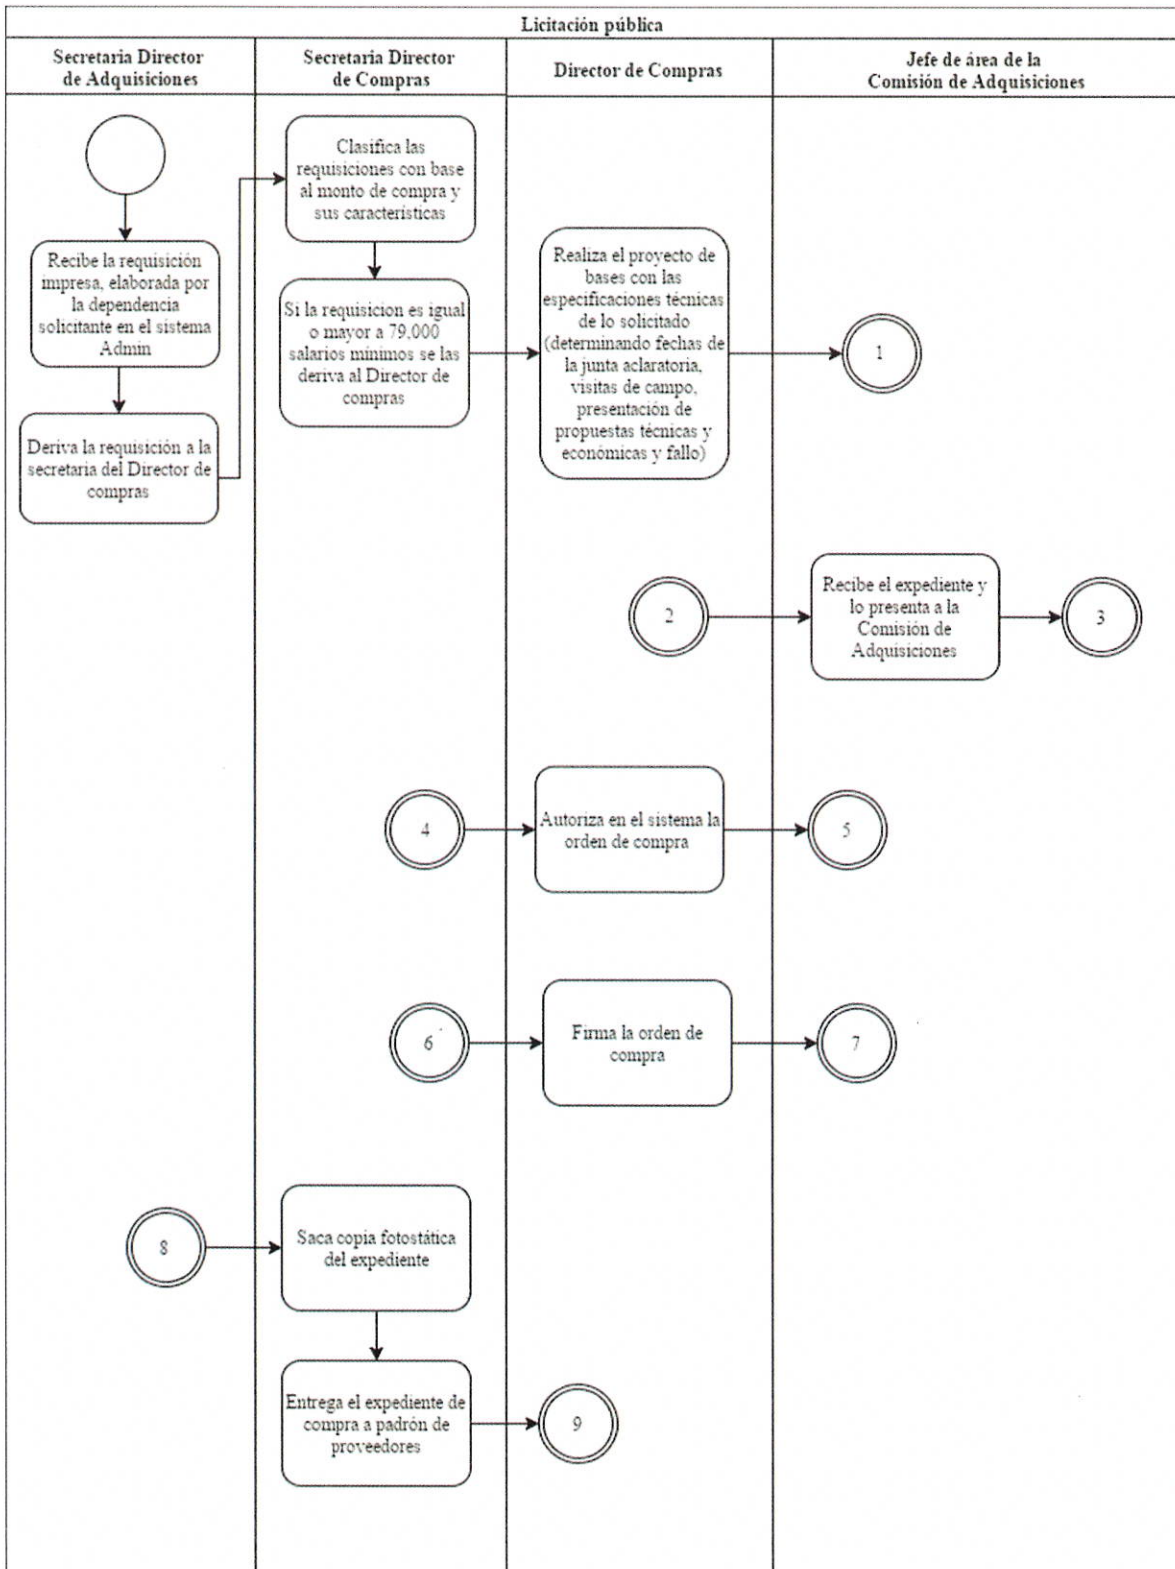 Licitación pública
Secretaria Director
de Adquisiciones
Secretaria Director
de Compras
Director de Compras
Jefe de área de la
Comisión de Adquisiciones
Recibe la requisición
impresa, elaborada por
la dependencia
solicitante en el sistema
Admin
Deriva la requisición a la
secretaria del Director de
compras
Clasifica las
requisiciones con base
al monto de compra y
sus características
Si la requisicion es igual
o mayor a 79,000
salarios mínimos se las
deriva al Director de
compras
Realiza el proyecto de
bases con las
especificaciones técnicas
de lo solicitado
(determinando fechas de
la junta aclaratoria,
visitas de campo,
presentación de
propuestas técnicas y
económicas y fallo)
1
2
Recibe el expediente y
lo presenta a la
Comisión de
Adquisiciones
3
4
Autoriza en el sistema la
orden de compra
5
6
Firma la orden de
compra
7
8
Saca copia fotostática
del expediente
Entrega el expediente de
compra a padrón de
proveedores
9